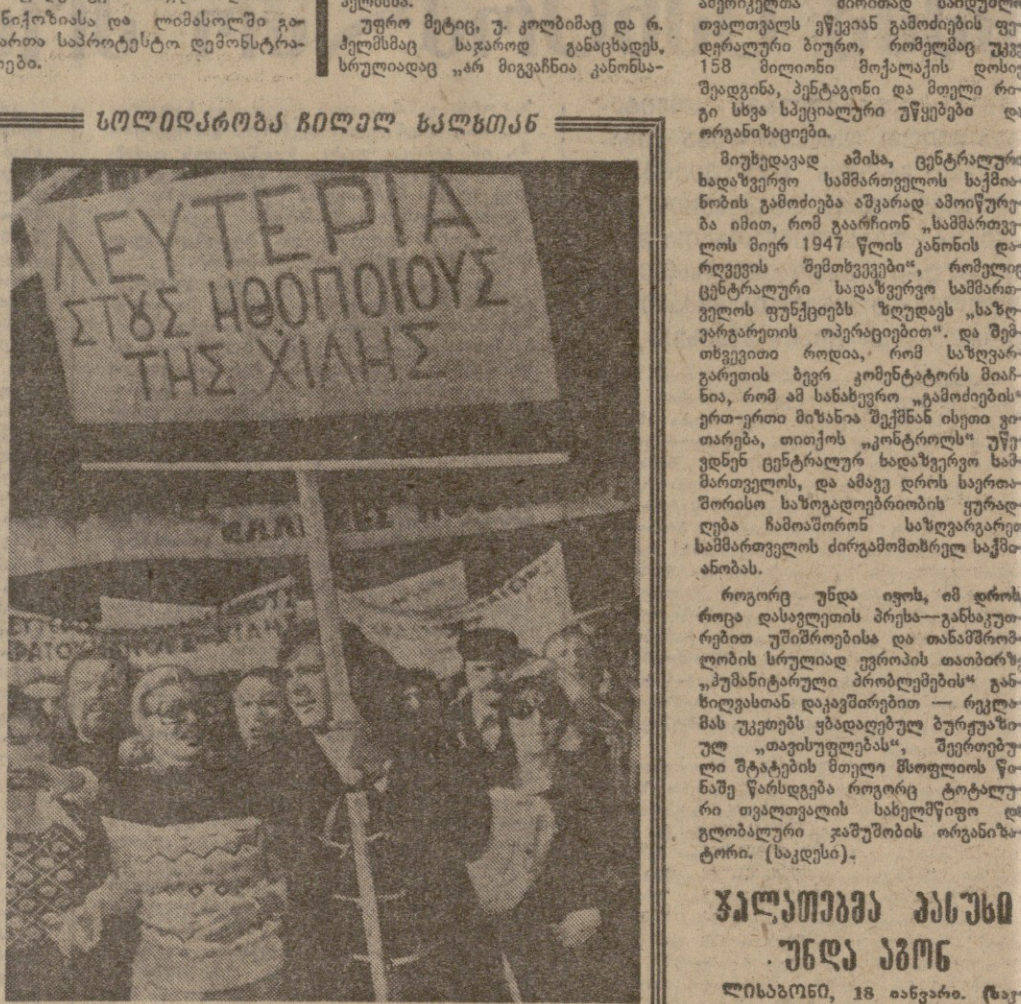 ნიქოზიასა და ლიმასოლში გა-
ართა საპროტესტო დემონსტრა-
იები.
უფრო მეტიც, უ. კოლბიმაც და რ.
ჰელმსმაც საჯაროდ განაცხადეს,
სრულიადაც „არ მიგვაჩნია კანონსა-
სოლიდარობა ჩილელ ხალხთან
ΛΕΥΤΕΡΙΑ
ΣΤΟΥΣ ΗΘΟΠΟΙΟΥΣ
ΤΗΣ ΧΙΛΗΣ
თვალთვალს ეწევიან გამოძიების ფე-
დერალური ბიურო, რომელმაც უკვე
158 მილიონი მოქალაქის დოსიე
შეადგინა, პენტაგონი და მთელი რი-
გი სხვა სპეციალური უწყებები და
ორგანიზაციები.
მიუხედავად ამისა, ცენტრალური
სადაზვერვო სამმართველოს საქმია-
ნობის გამოძიება აშკარად ამოიწურე-
ბა იმით, რომ გაარჩიონ „სამმართვე-
ლოს მიერ 1947 წლის კანონის და-
რღვევის შემთხვევები“, რომელიც
ცენტრალური სადაზვერვო სამმართ-
ველოს ფუნქციებს ზღუდავს „საზღ-
ვარგარეთის ოპერაციებით“. და შემ-
თხვევითი როდია, რომ საზღვარ-
გარეთის ბევრ კომენტატორს მიაჩ-
ნია, რომ ამ სანახევრო „გამოძიების“
ერთ-ერთი მიზანია შექმნან ისეთი ვი-
თარება, თითქოს „კონტროლს“ უწე-
ვდნენ ცენტრალურ სადაზვერვო სამ-
მართველოს, და ამავე დროს საერთა-
შორისო საზოგადოებრიობის ყურად-
ღება ჩამოაშორონ საზღვარგარეთ
სამმართველოს ძირგამომთხრელ საქმი-
ანობას.
როგორც უნდა იყოს, იმ დროს,
როცა დასავლეთის პრესა—განსაკუთ-
რებით უშიშროებისა და თანამშრომ-
ლობის სრულიად ევროპის თათბირზე
„ჰუმანიტარული პრობლემების“ გან-
ხილვასთან დაკავშირებით — რეკლა-
მას უკეთებს ყბადაღებულ ბურჟუაზი-
ულ „თავისუფლებას“, შეერთებუ-
ლი შტატების მთელი მსოფლიოს წი-
ნაშე წარსდგება როგორც ტოტალუ-
რი თვალთვალის სახელმწიფო და
გლობალური ჯაშუშობის ორგანიზა-
ტორი. (საკდესი).
ჯალათებმა პასუხი
უნდა აგონ
ლისაბონი, 18 იანვარი.